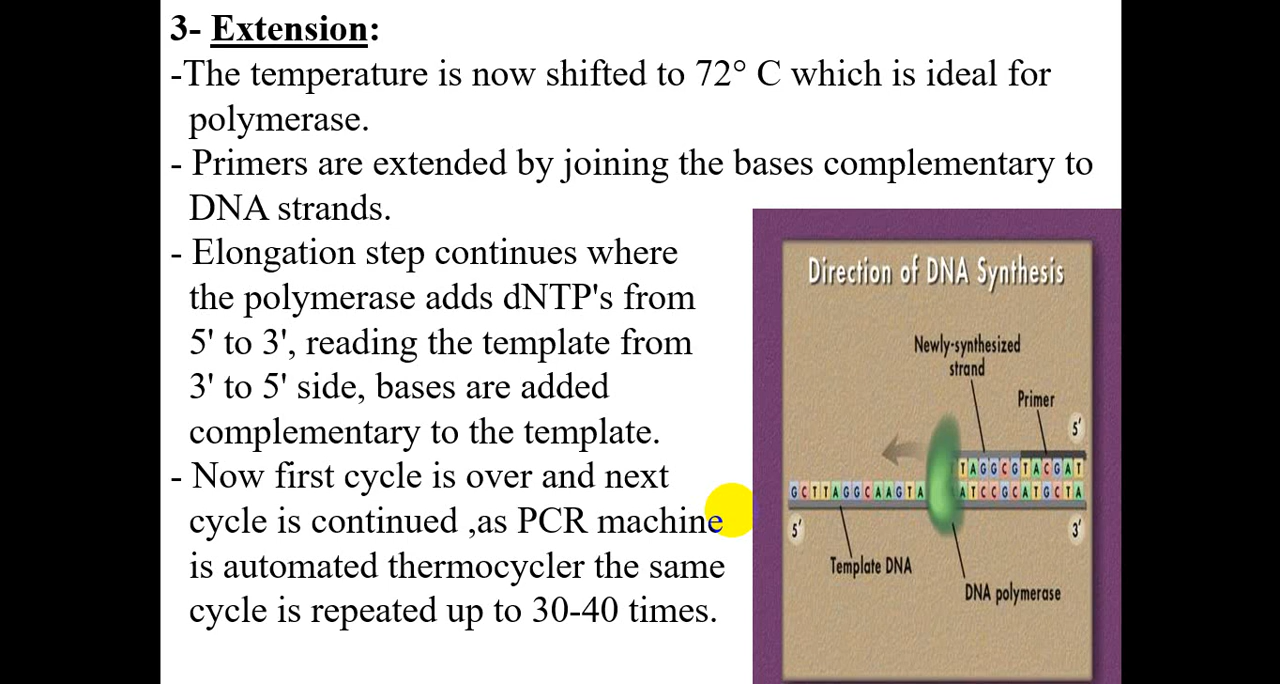 3- Extension:
-The temperature is now shifted to 72° C which is ideal for
polymerase.
- Primers are extended by joining the bases complementary to
DNA strands.
- Elongation step continues where
the polymerase adds dNTP's from
5' to 3', reading the template from
3' to 5' side, bases are added
complementary to the template.
- Now first cycle is over and next
cycle is continued ,as PCR machine
is automated thermocycler the same
cycle is repeated up to 30-40 times.
Direction of DNA Synthesis
Newly-synthesized
strand
Primer
5'
TAGGCGTACGAT
GCTTAGGCAAGTA ATCCGCATGCTA
5'
3'
Template DNA
DNA polymerase